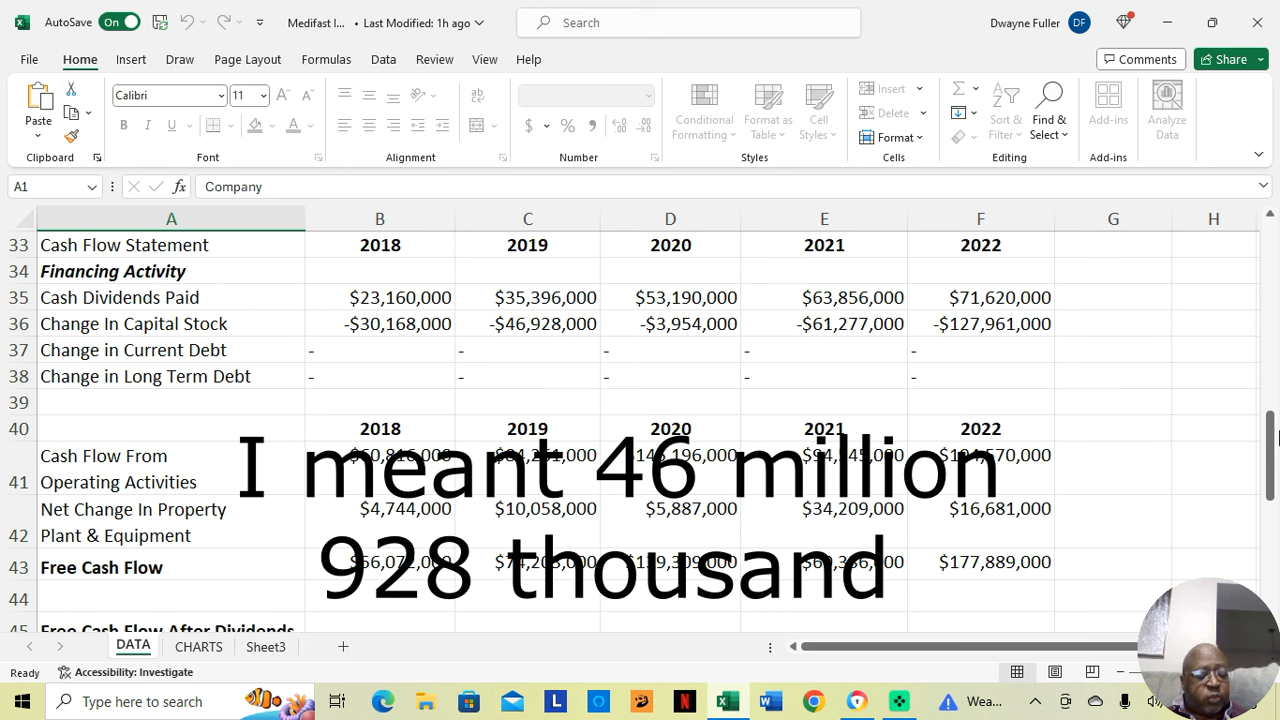 AutoSave On Medifast I... • Last Modified: 1h ago Search Dwayne Fuller DF
File Home Insert Draw Page Layout Formulas Data Review View Help Comments Share
Paste Calibri 11 Conditional Formatting Format as Table Cell Styles Insert Delete Format Sort & Filter Find & Select Add-ins Analyze Data
Clipboard Font Alignment Number Styles Cells Editing Add-ins
A1 fx Company
A B C D E F G H
33 Cash Flow Statement 2018 2019 2020 2021 2022
34 Financing Activity
35 Cash Dividends Paid $23,160,000 $35,396,000 $53,190,000 $63,856,000 $71,620,000
36 Change In Capital Stock -$30,168,000 -$46,928,000 -$3,954,000 -$61,277,000 -$127,961,000
37 Change in Current Debt - - - - -
38 Change in Long Term Debt - - - - -
39
40 2018 2019 2020 2021 2022
Cash Flow From
41 Operating Activities
I meant 46 million
Net Change In Property $4,744,000 $10,058,000 $5,887,000 $34,209,000 $16,681,000
42 Plant & Equipment
43 Free Cash Flow $177,889,000
928 thousand
44
45 Free Cash Flow After Dividends
DATA CHARTS Sheet3
Ready Accessibility: Investigate
Type here to search Wea...